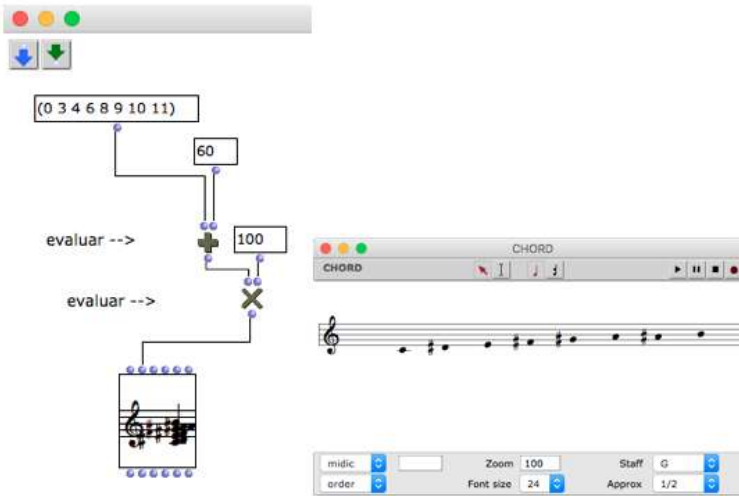 (0 3 4 6 8 9 10 11)
60
evaluar -->
100
evaluar -->
CHORD
CHORD
midic Zoom 100 Staff G
order Font size 24 Approx 1/2